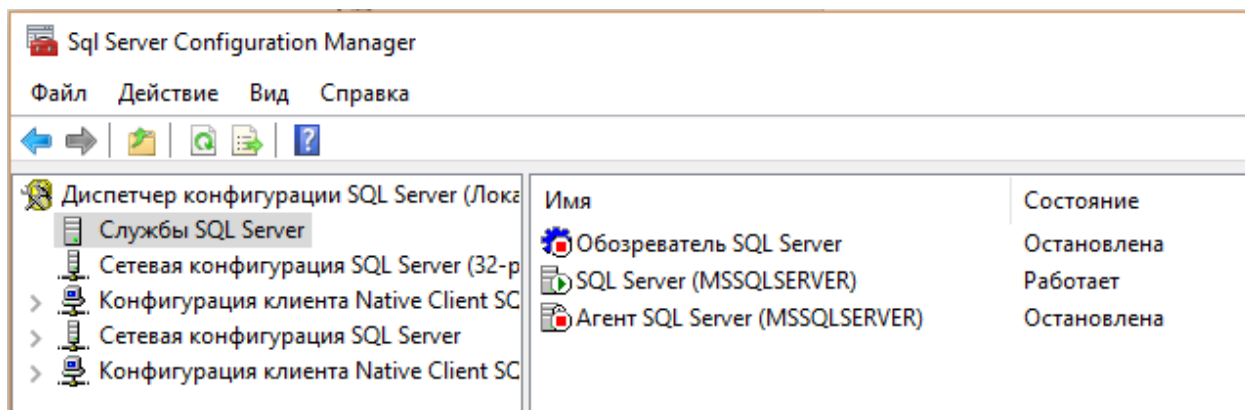 Sql Server Configuration Manager
Файл Действие Вид Справка
Диспетчер конфигурации SQL Server (Лока
Службы SQL Server
Сетевая конфигурация SQL Server (32-р
Конфигурация клиента Native Client SC
Сетевая конфигурация SQL Server
Конфигурация клиента Native Client SC
Имя Состояние
Обозреватель SQL Server Остановлена
SQL Server (MSSQLSERVER) Работает
Агент SQL Server (MSSQLSERVER) Остановлена